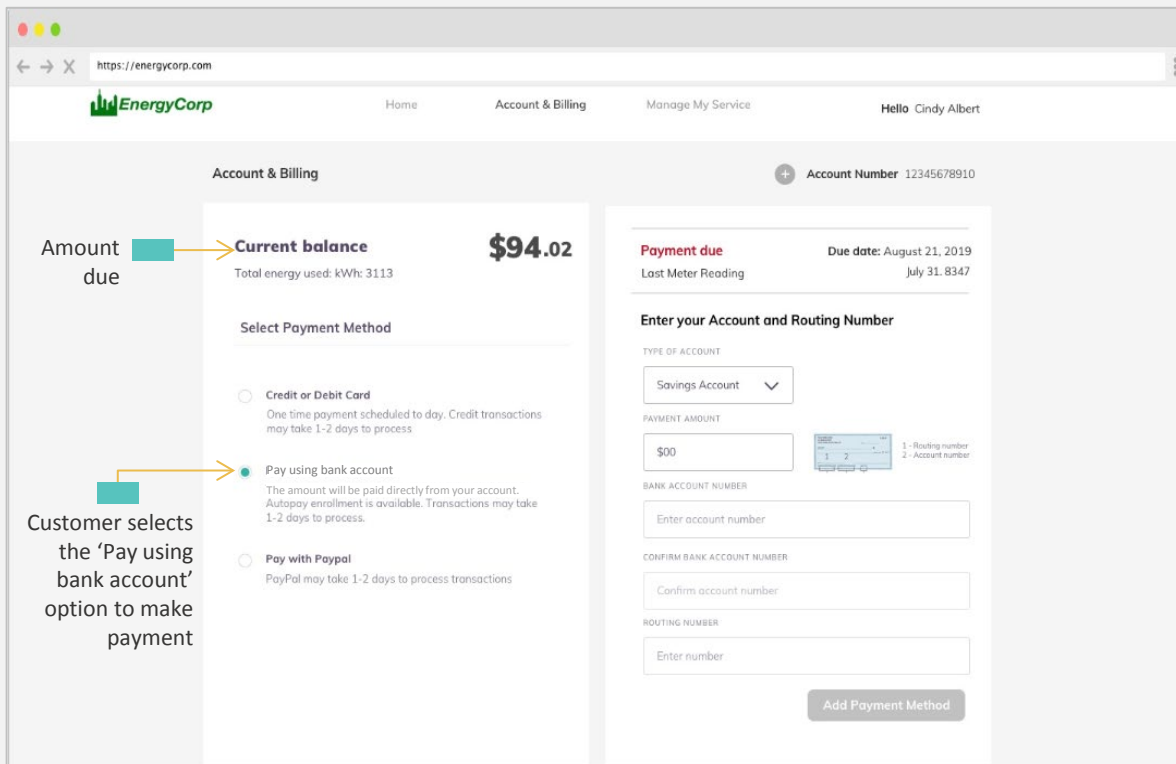 https://energycorp.com
EnergyCorp
Home
Account & Billing
Manage My Service
Hello Cindy Albert
Account & Billing
Account Number 12345678910
Amount
due
Current balance
$94.02
Total energy used: kWh: 3113
Select Payment Method
Credit or Debit Card
One time payment scheduled to day. Credit transactions
may take 1-2 days to process
Pay using bank account
The amount will be paid directly from your account.
Autopay enrollment is available. Transactions may take
1-2 days to process.
Pay with Paypal
PayPal may take 1-2 days to process transactions
Customer selects
the ‘Pay using
bank account’
option to make
payment
Payment due
Due date: August 21, 2019
Last Meter Reading
July 31. 8347
Enter your Account and Routing Number
TYPE OF ACCOUNT
Savings Account
PAYMENT AMOUNT
$00
1 2
1 - Routing number
2 - Account number
BANK ACCOUNT NUMBER
Enter account number
CONFIRM BANK ACCOUNT NUMBER
Confirm account number
ROUTING NUMBER
Enter number
Add Payment Method